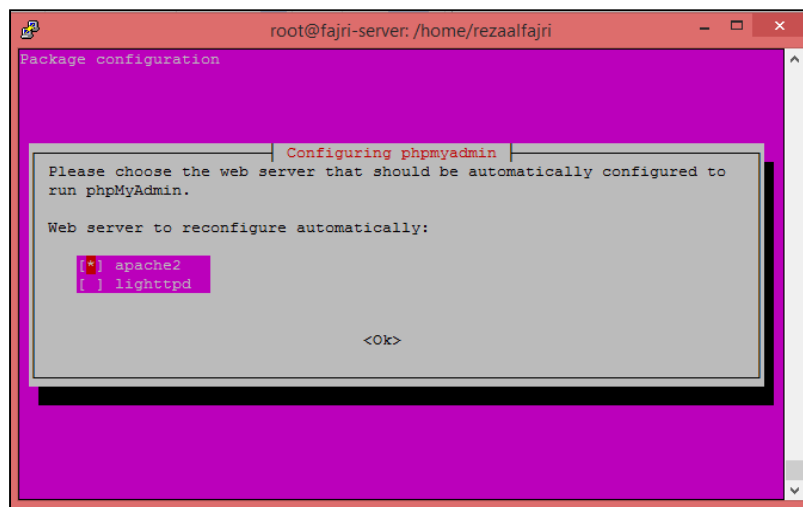 root@fajri-server: /home/rezaalfajri
Package configuration
Configuring phpmyadmin
Please choose the web server that should be automatically configured to
run phpMyAdmin.
Web server to reconfigure automatically:
[*] apache2
[ ] lighttpd
<Ok>